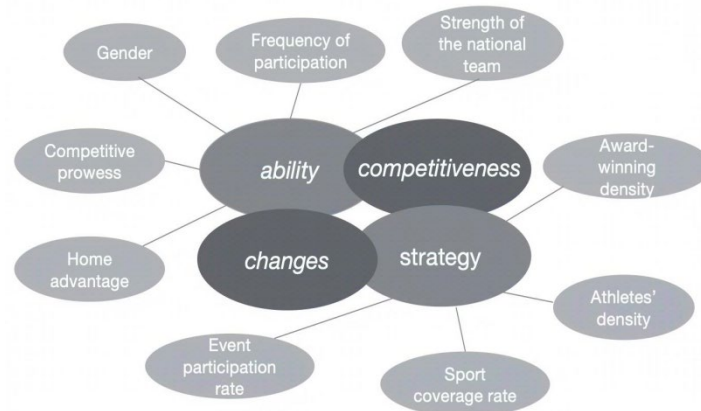 Gender
Frequency of
participation
Strength of
the national
team
Competitive
prowess
ability
competitiveness
Award-
winning
density
Home
advantage
changes
strategy
Athletes'
density
Event
participation
rate
Sport
coverage rate